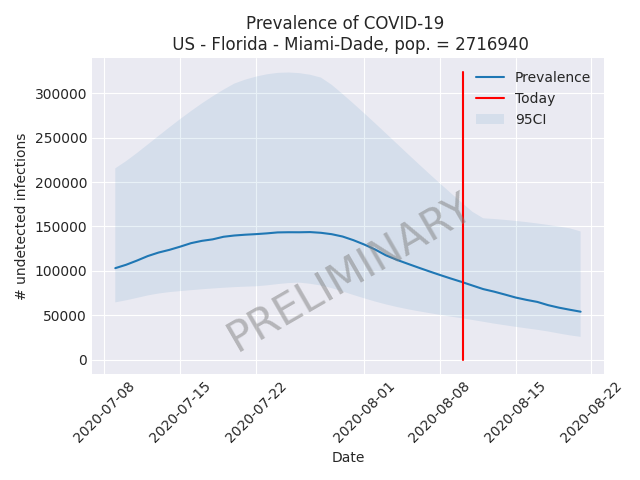 Prevalence of COVID-19
US - Florida - Miami-Dade, pop. = 2716940
Prevalence
Today
95CI
300000
250000
200000
150000
100000
50000
0
# undetected infections
PRELIMINARY
2020-07-08
2020-07-15
2020-07-22
2020-08-01
2020-08-08
2020-08-15
2020-08-22
Date